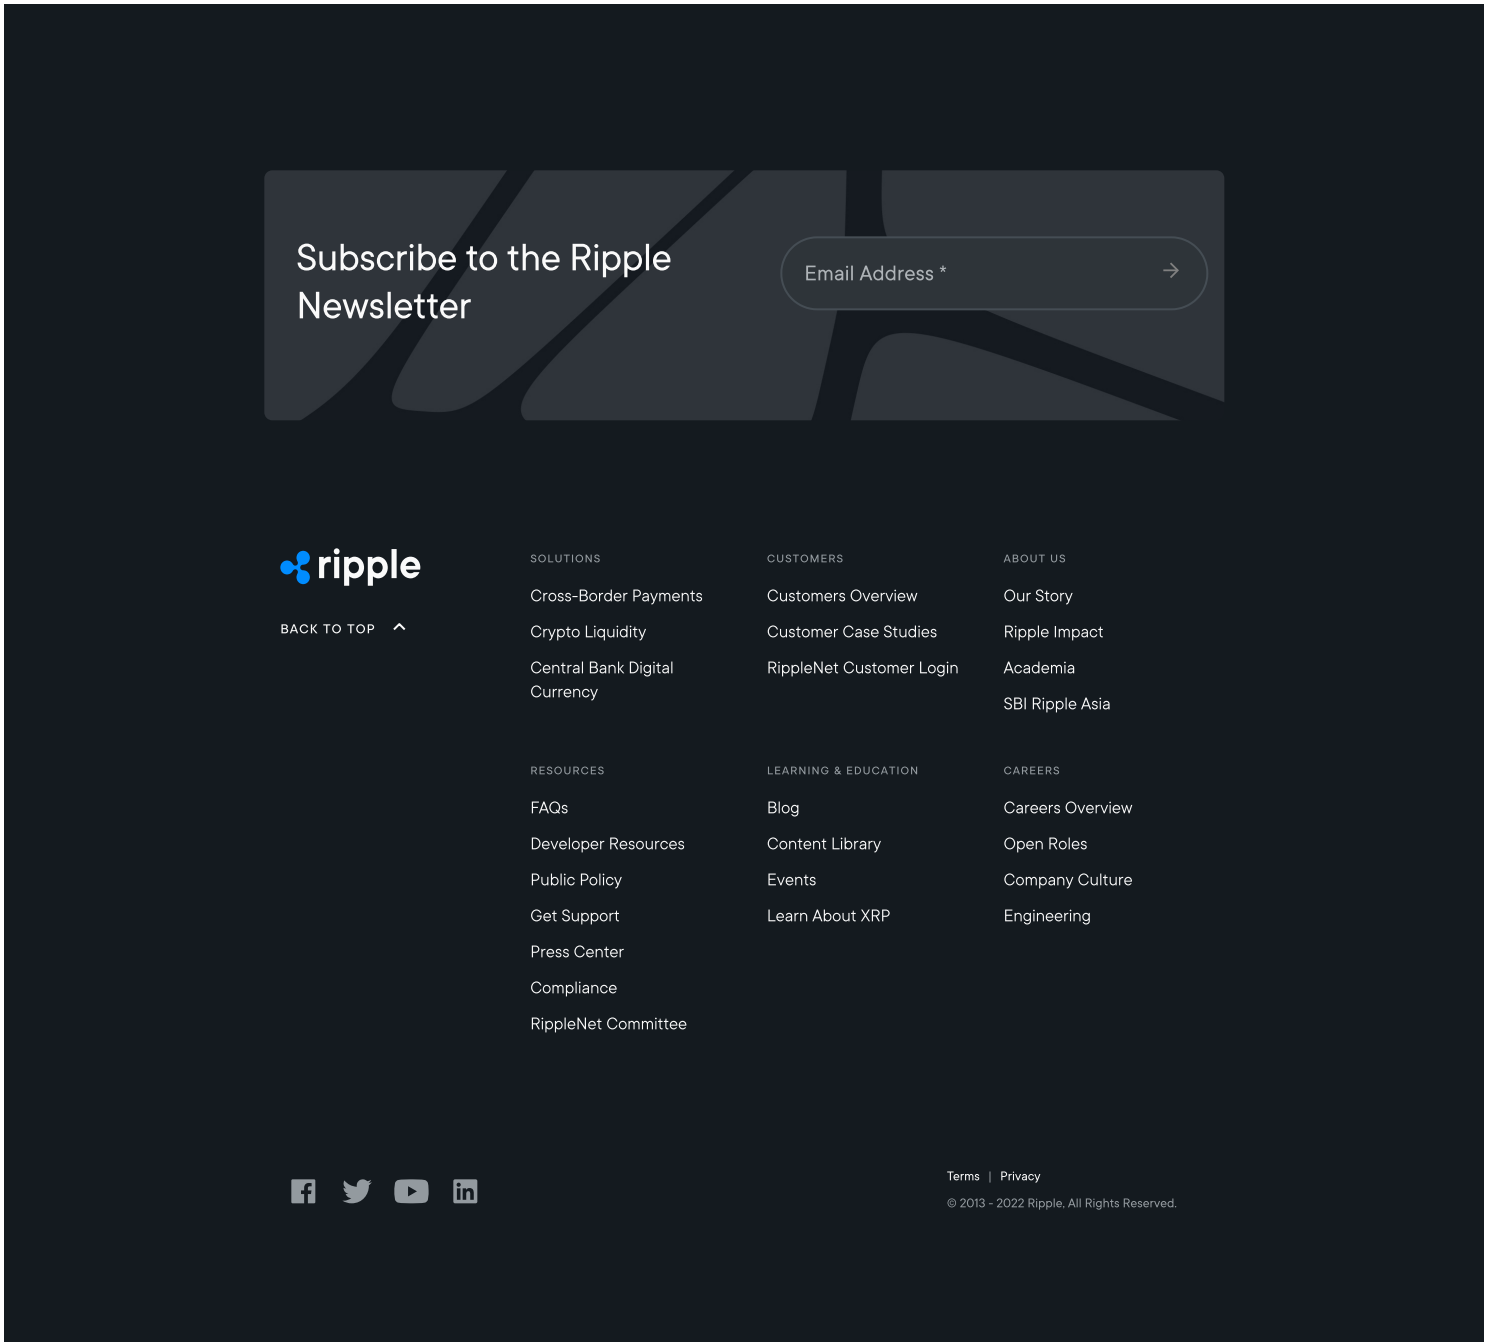 Subscribe to the Ripple
Newsletter
Email Address *
ripple
BACK TO TOP
SOLUTIONS
Cross-Border Payments
Crypto Liquidity
Central Bank Digital
Currency
CUSTOMERS
Customers Overview
Customer Case Studies
RippleNet Customer Login
ABOUT US
Our Story
Ripple Impact
Academia
SBI Ripple Asia
RESOURCES
FAQs
Developer Resources
Public Policy
Get Support
Press Center
Compliance
RippleNet Committee
LEARNING & EDUCATION
Blog
Content Library
Events
Learn About XRP
CAREERS
Careers Overview
Open Roles
Company Culture
Engineering
Terms | Privacy
© 2013 - 2022 Ripple, All Rights Reserved.